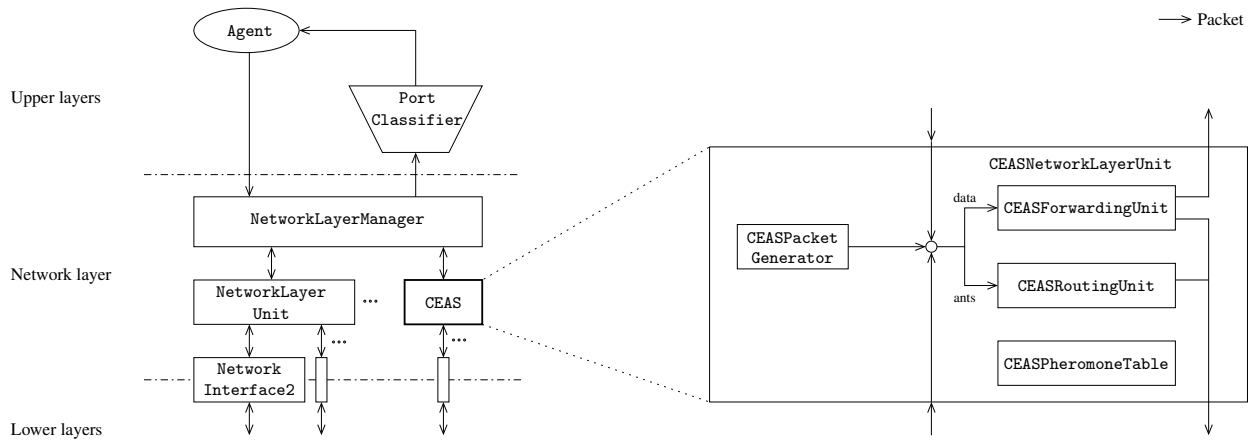 Agent
Packet
Upper layers
Port
Classifier
CEASNetworkLayerUnit
data
CEASForwardingUnit
NetworkLayerManager
CEASPacket
Generator
Network layer
NetworkLayer
Unit
...
CEAS
CEASRoutingUnit
ants
...
...
Network
Interface2
CEASPheromoneTable
Lower layers